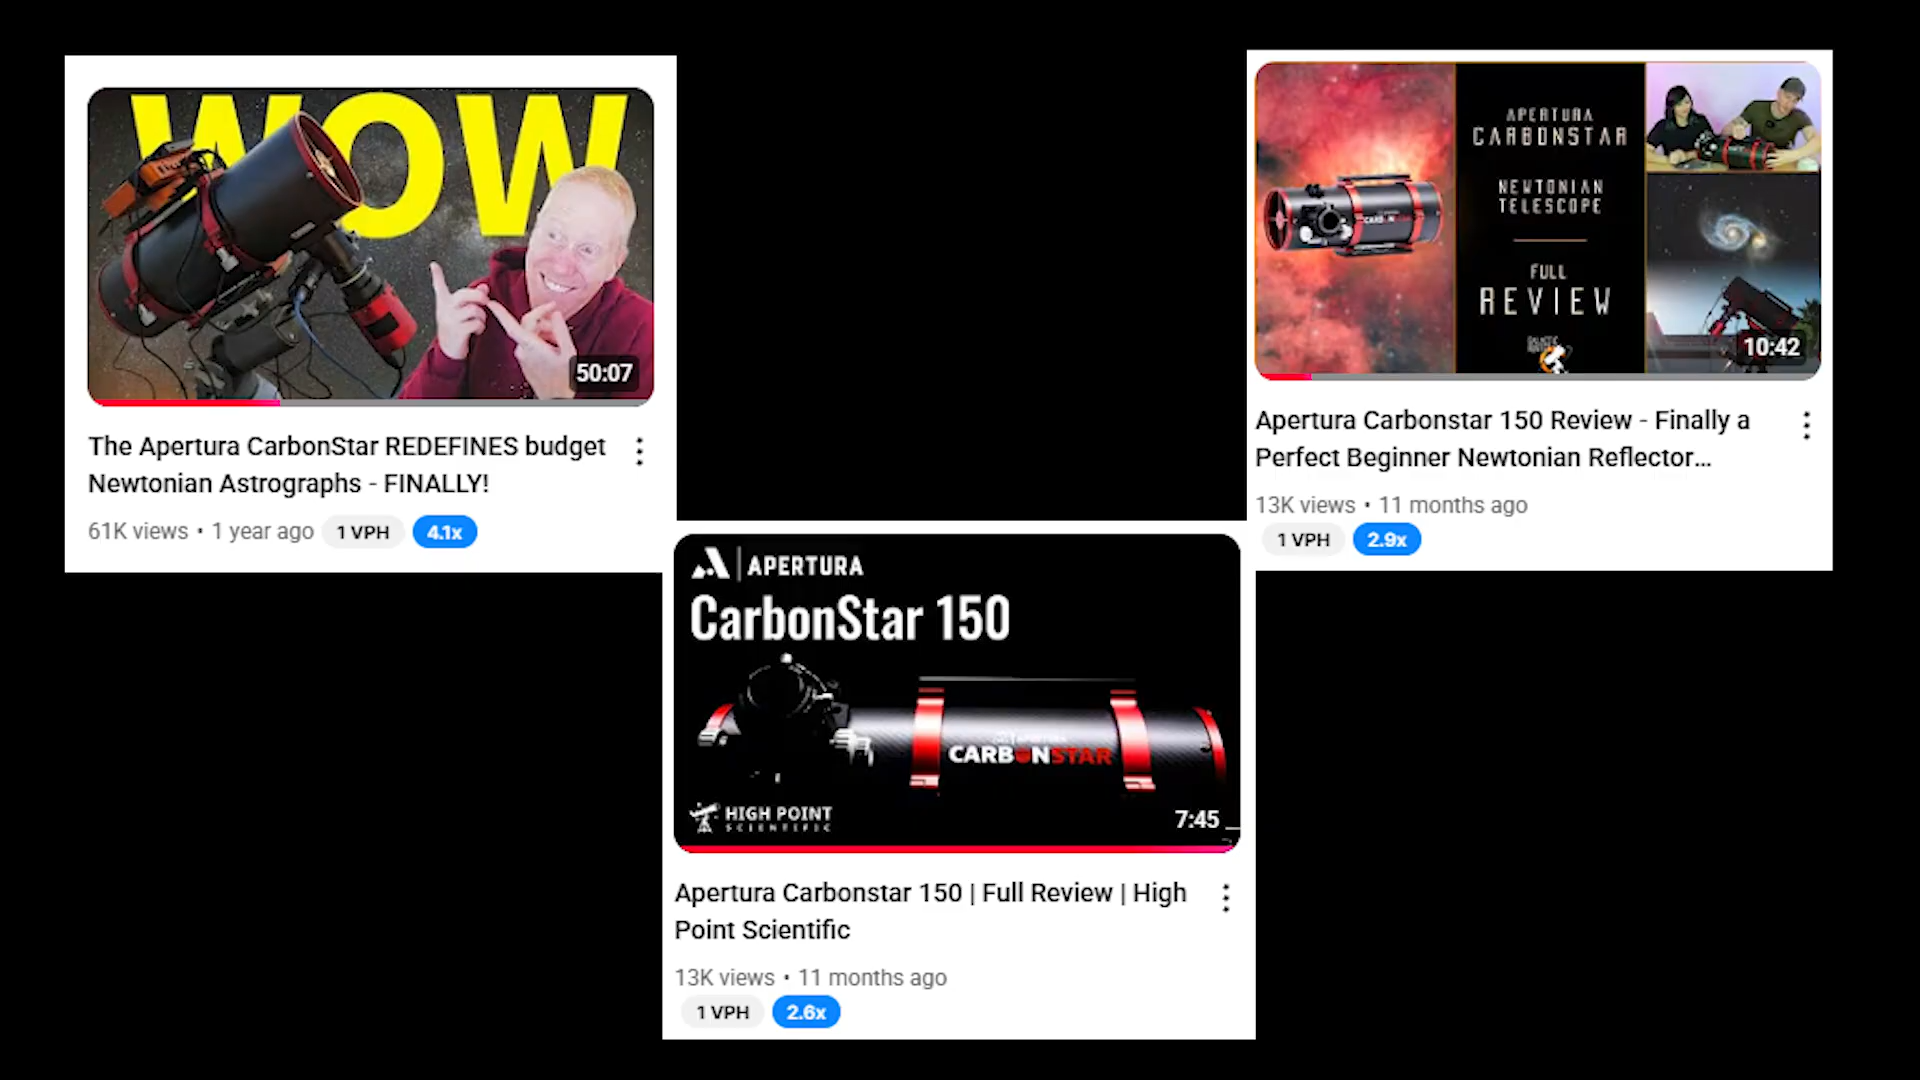 WOW
50:07
The Apertura CarbonStar REDEFINES budget
Newtonian Astrographs - FINALLY!
61K views • 1 year ago 1 VPH 4.1x
APERTURA
CARBONSTAR
NEWTONIAN
TELESCOPE
FULL
REVIEW
10:42
Apertura Carbonstar 150 Review - Finally a
Perfect Beginner Newtonian Reflector...
13K views • 11 months ago
1 VPH 2.9x
APERTURA
CarbonStar 150
CARBONSTAR
HIGH POINT
SCIENTIFIC
7:45
Apertura Carbonstar 150 | Full Review | High
Point Scientific
13K views • 11 months ago
1 VPH 2.6x